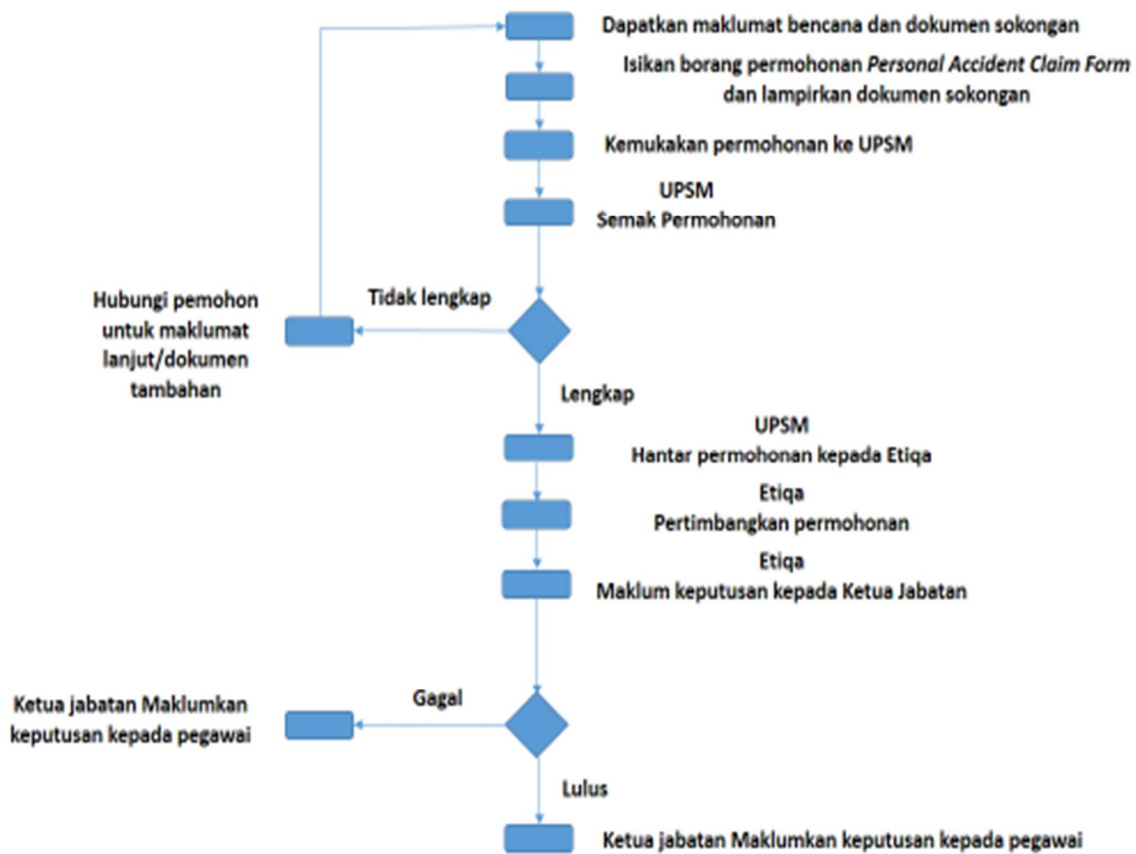 Dapatkan maklumat bencana dan dokumen sokongan
Isikan borang permohonan Personal Accident Claim Form
dan lampirkan dokumen sokongan
Kemukakan permohonan ke UPSM
UPSM
Semak Permohonan
Hubungi pemohon
untuk maklumat
lanjut/dokumen
tambahan
Tidak lengkap
Lengkap
UPSM
Hantar permohonan kepada Etiqa
Etiqa
Pertimbangkan permohonan
Etiqa
Maklum keputusan kepada Ketua Jabatan
Ketua jabatan Maklumkan
keputusan kepada pegawai
Gagal
Lulus
Ketua jabatan Maklumkan keputusan kepada pegawai